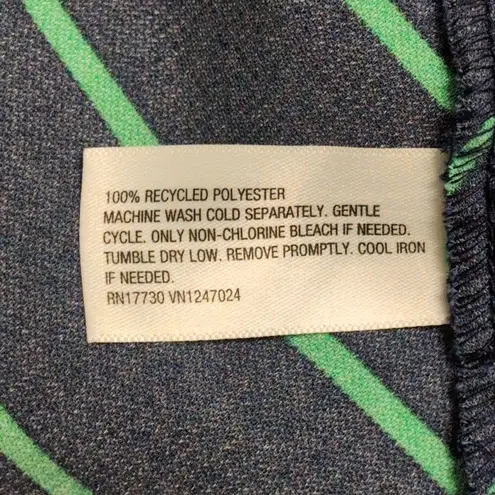 100% RECYCLED POLYESTER
MACHINE WASH COLD SEPARATELY. GENTLE
CYCLE. ONLY NON-CHLORINE BLEACH IF NEEDED.
TUMBLE DRY LOW. REMOVE PROMPTLY. COOL IRON
IF NEEDED.
RN17730 VN1247024